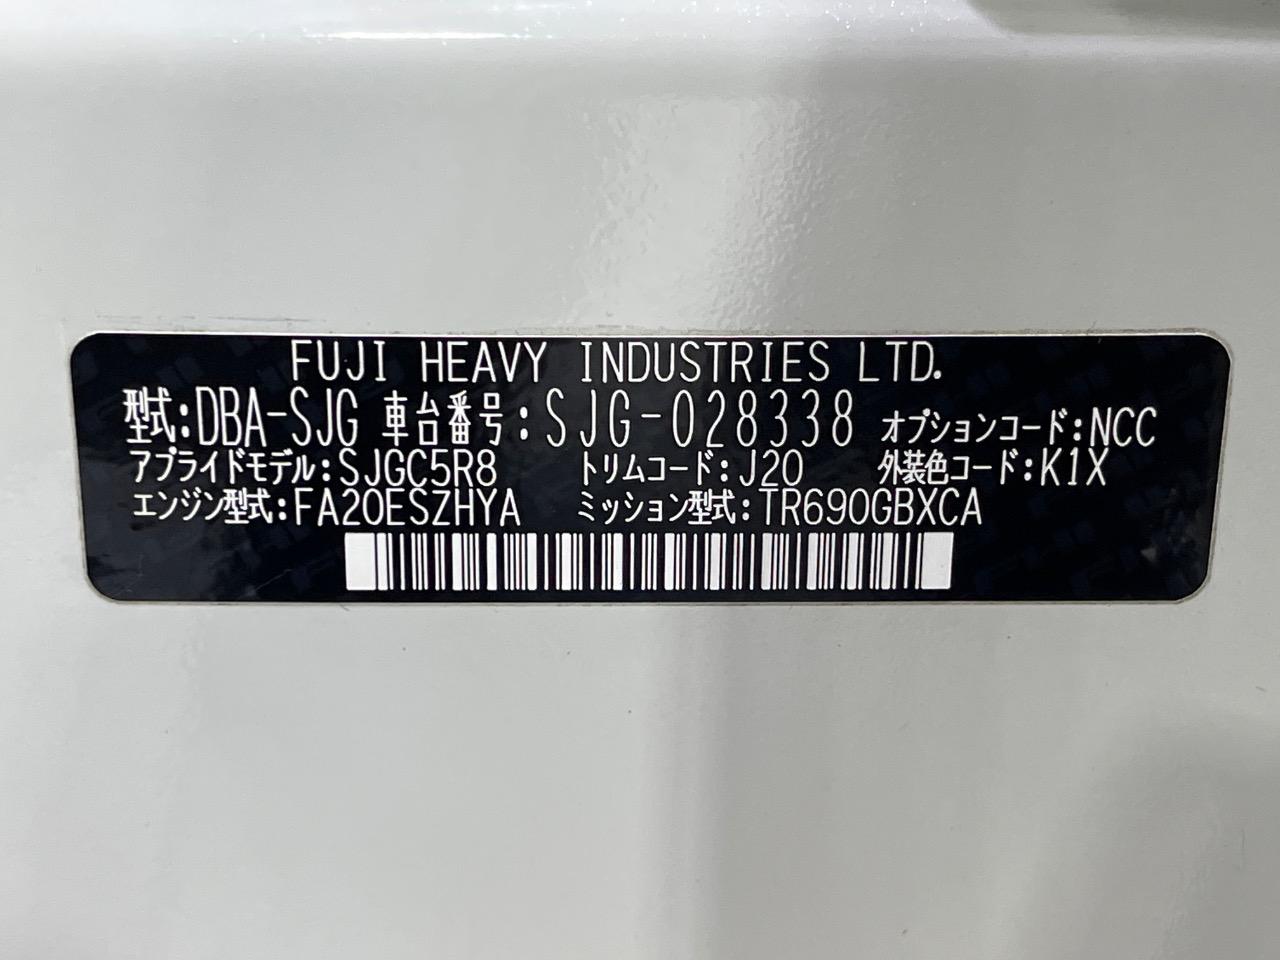 FUJI HEAVY INDUSTRIES LTD.
型式:DBA-SJG 車台番号:SJG-028338 オプションコード:NCC
アプライドモデル:SJGC5R8 トリムコード:J20 外装色コード:K1X
エンジン型式:FA20ESZHYA ミッション型式:TR690GBXCA